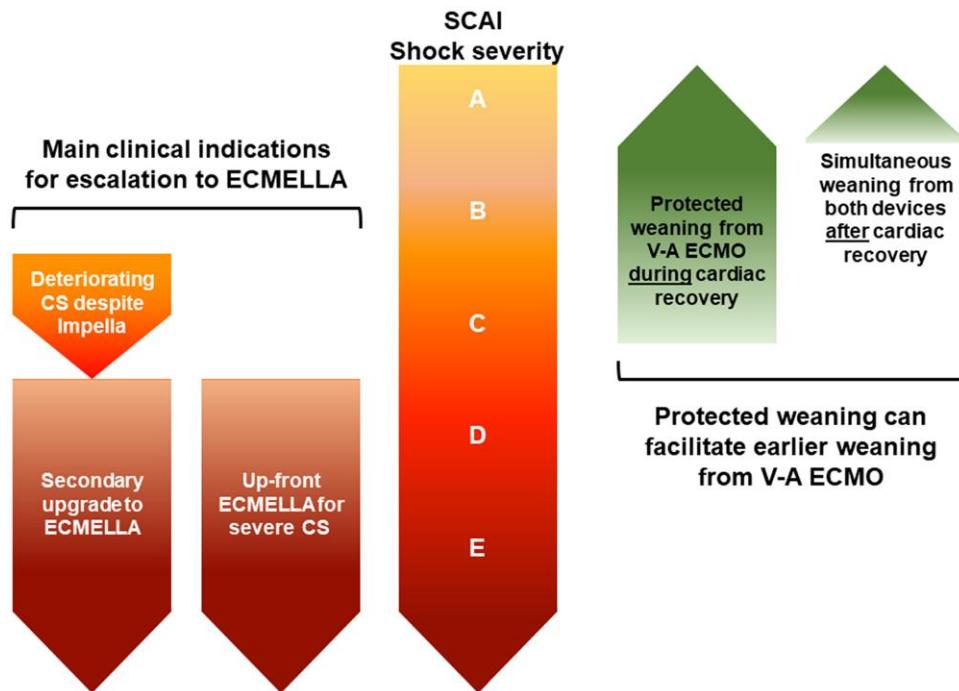 SCAI
Shock severity
Main clinical indications
for escalation to ECMELLA
Deteriorating
CS despite
Impella
Secondary
upgrade to
ECMELLA
Up-front
ECMELLA for
severe CS
A
B
C
D
E
Protected
weaning from
V-A ECMO
during cardiac
recovery
Simultaneous
weaning from
both devices
after cardiac
recovery
Protected weaning can
facilitate earlier weaning
from V-A ECMO